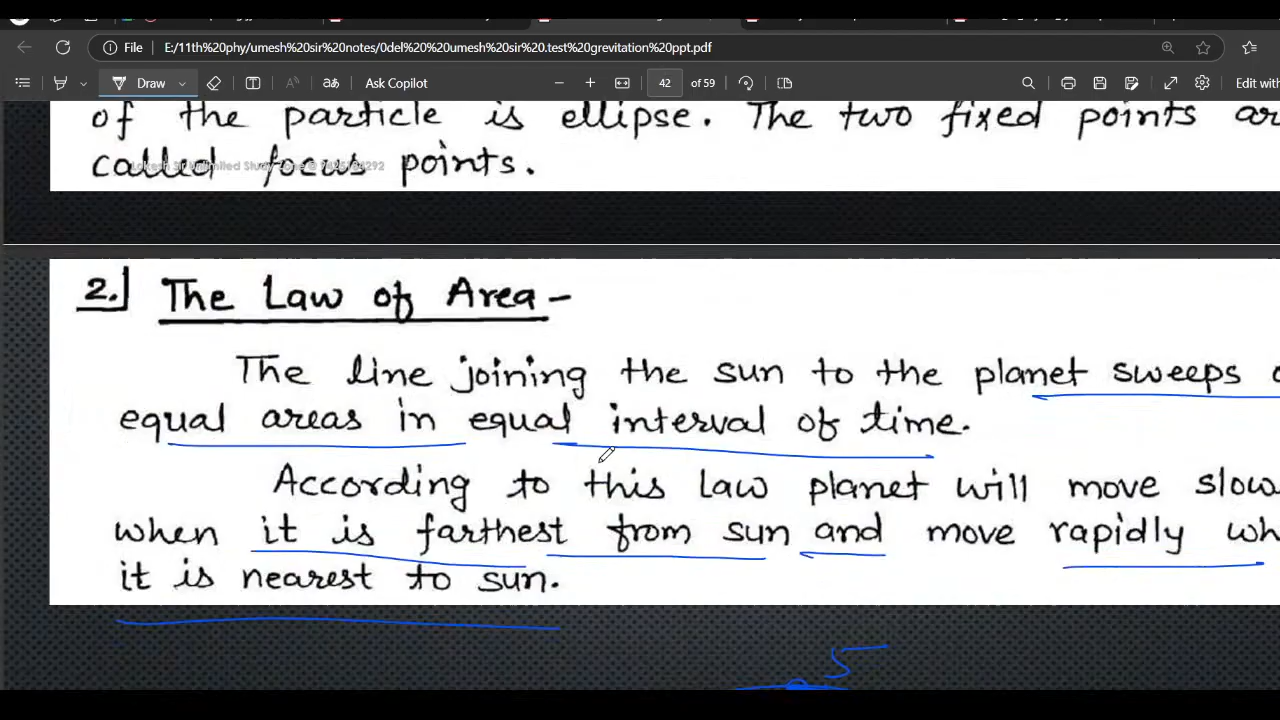 File E:/11th%20phy/umesh%20sir%20notes/0del%20%20umesh%20sir%20.test%20grevitation%20ppt.pdf
Draw Ask Copilot 42 of 59 Edit with
of the particle is ellipse. The two fixed points ar
called focus points.
2.] The Law of Area -
The line joining the sun to the planet sweeps
equal areas in equal interval of time.
According to this law planet will move slow
when it is farthest from sun and move rapidly wh
it is nearest to sun.
5